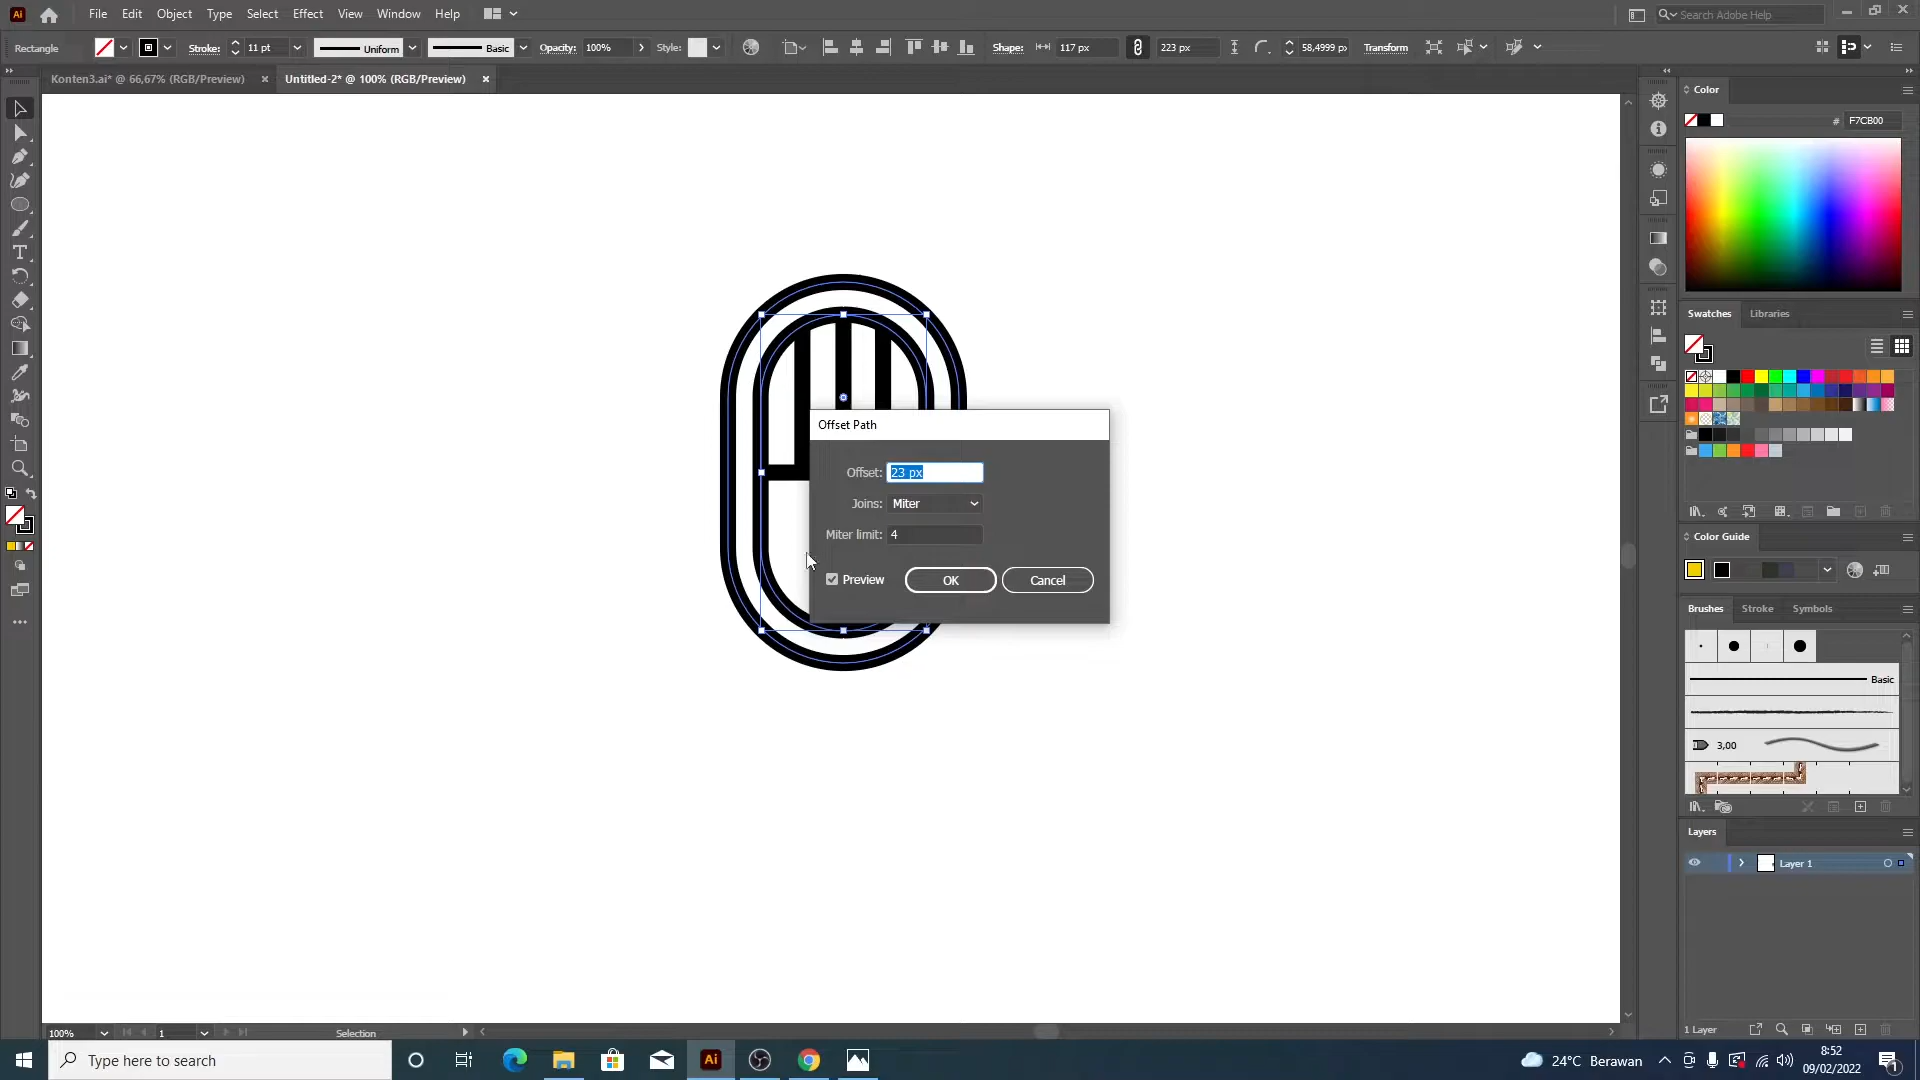 Ai File Edit Object Type Select Effect View Window Help Search Adobe Help
Rectangle Stroke: 11 pt Uniform Basic Opacity: 100% Style: Shape: 117 px 223 px 58,4999 px Transform
Konten3.ai* @ 66,67% (RGB/Preview) Untitled-2* @ 100% (RGB/Preview)
Color
# F7CB00
Swatches Libraries
Offset Path
Offset: 23 px
Joins: Miter
Miter limit: 4
Preview OK Cancel
Color Guide
Brushes Stroke Symbols
Basic
3,00
Layers
Layer 1
100% 1 Selection
1 Layer
Type here to search
Ai
24°C Berawan
8:52
09/02/2022
1